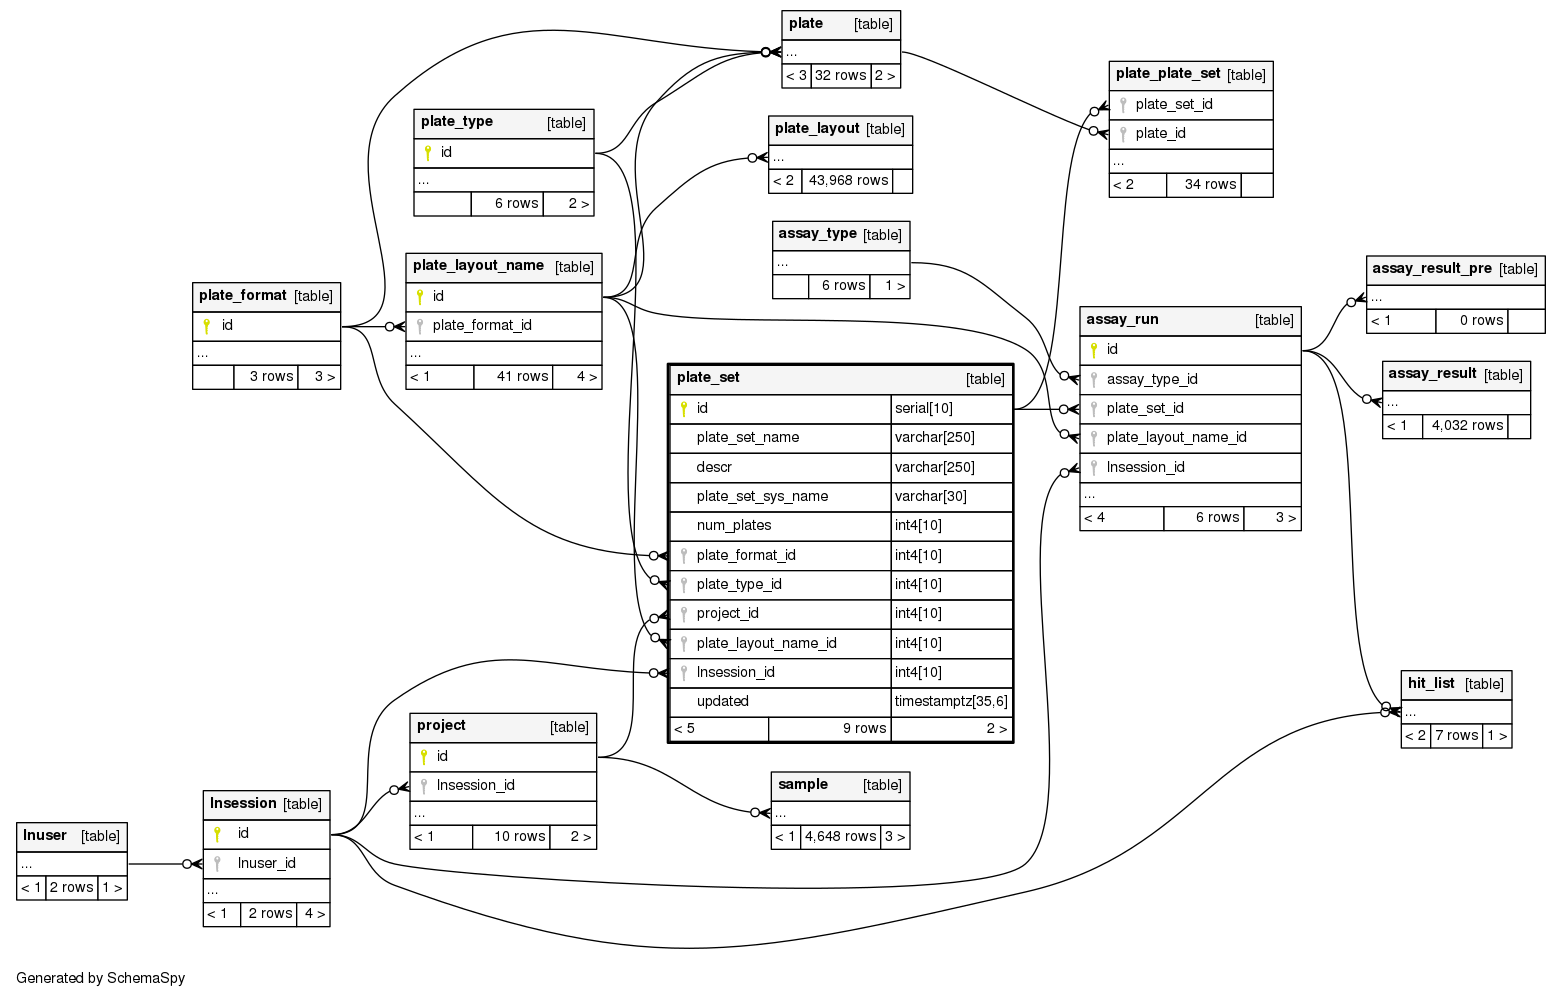 plate [table]
...
< 3 32 rows 2 >
plate_plate_set [table]
plate_set_id
plate_id
...
< 2 34 rows
plate_type [table]
id
...
6 rows 2 >
plate_layout [table]
...
< 2 43,968 rows
assay_type [table]
...
6 rows 1 >
plate_layout_name [table]
id
plate_format_id
...
< 1 41 rows 4 >
plate_format [table]
id
...
3 rows 3 >
assay_result_pre [table]
...
< 1 0 rows
assay_run [table]
id
assay_type_id
plate_set_id
plate_layout_name_id
lnsession_id
...
< 4 6 rows 3 >
assay_result [table]
...
< 1 4,032 rows
plate_set [table]
id serial[10]
plate_set_name varchar[250]
descr varchar[250]
plate_set_sys_name varchar[30]
num_plates int4[10]
plate_format_id int4[10]
plate_type_id int4[10]
project_id int4[10]
plate_layout_name_id int4[10]
lnsession_id int4[10]
updated timestamptz[35,6]
< 5 9 rows 2 >
hit_list [table]
...
< 2 7 rows 1 >
project [table]
id
lnsession_id
...
< 1 10 rows 2 >
sample [table]
...
< 1 4,648 rows 3 >
lnsession [table]
id
lnuser_id
...
< 1 2 rows 4 >
lnuser [table]
...
< 1 2 rows 1 >
Generated by SchemaSpy